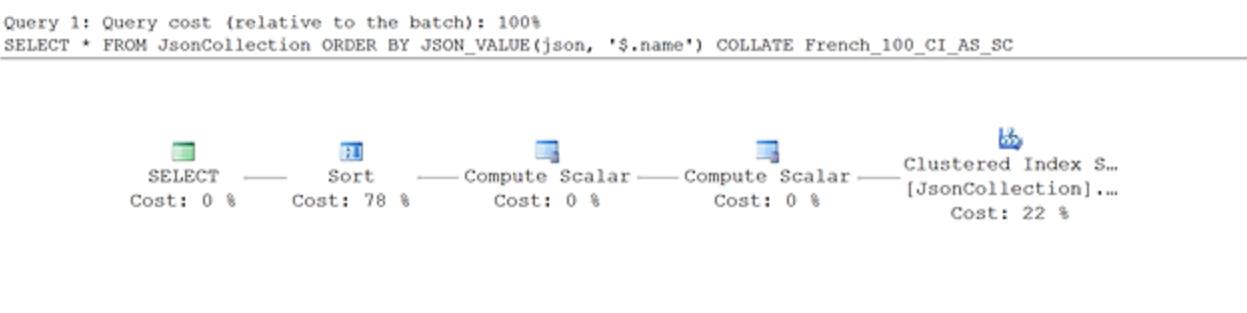 Query 1: Query cost (relative to the batch): 100%
SELECT * FROM JsonCollection ORDER BY JSON_VALUE(json, '$.name') COLLATE French_100_CI_AS_SC
SELECT
Cost: 0 %
Sort
Cost: 78 %
Compute Scalar
Cost: 0 %
Compute Scalar
Cost: 0 %
Clustered Index S…
[JsonCollection].…
Cost: 22 %